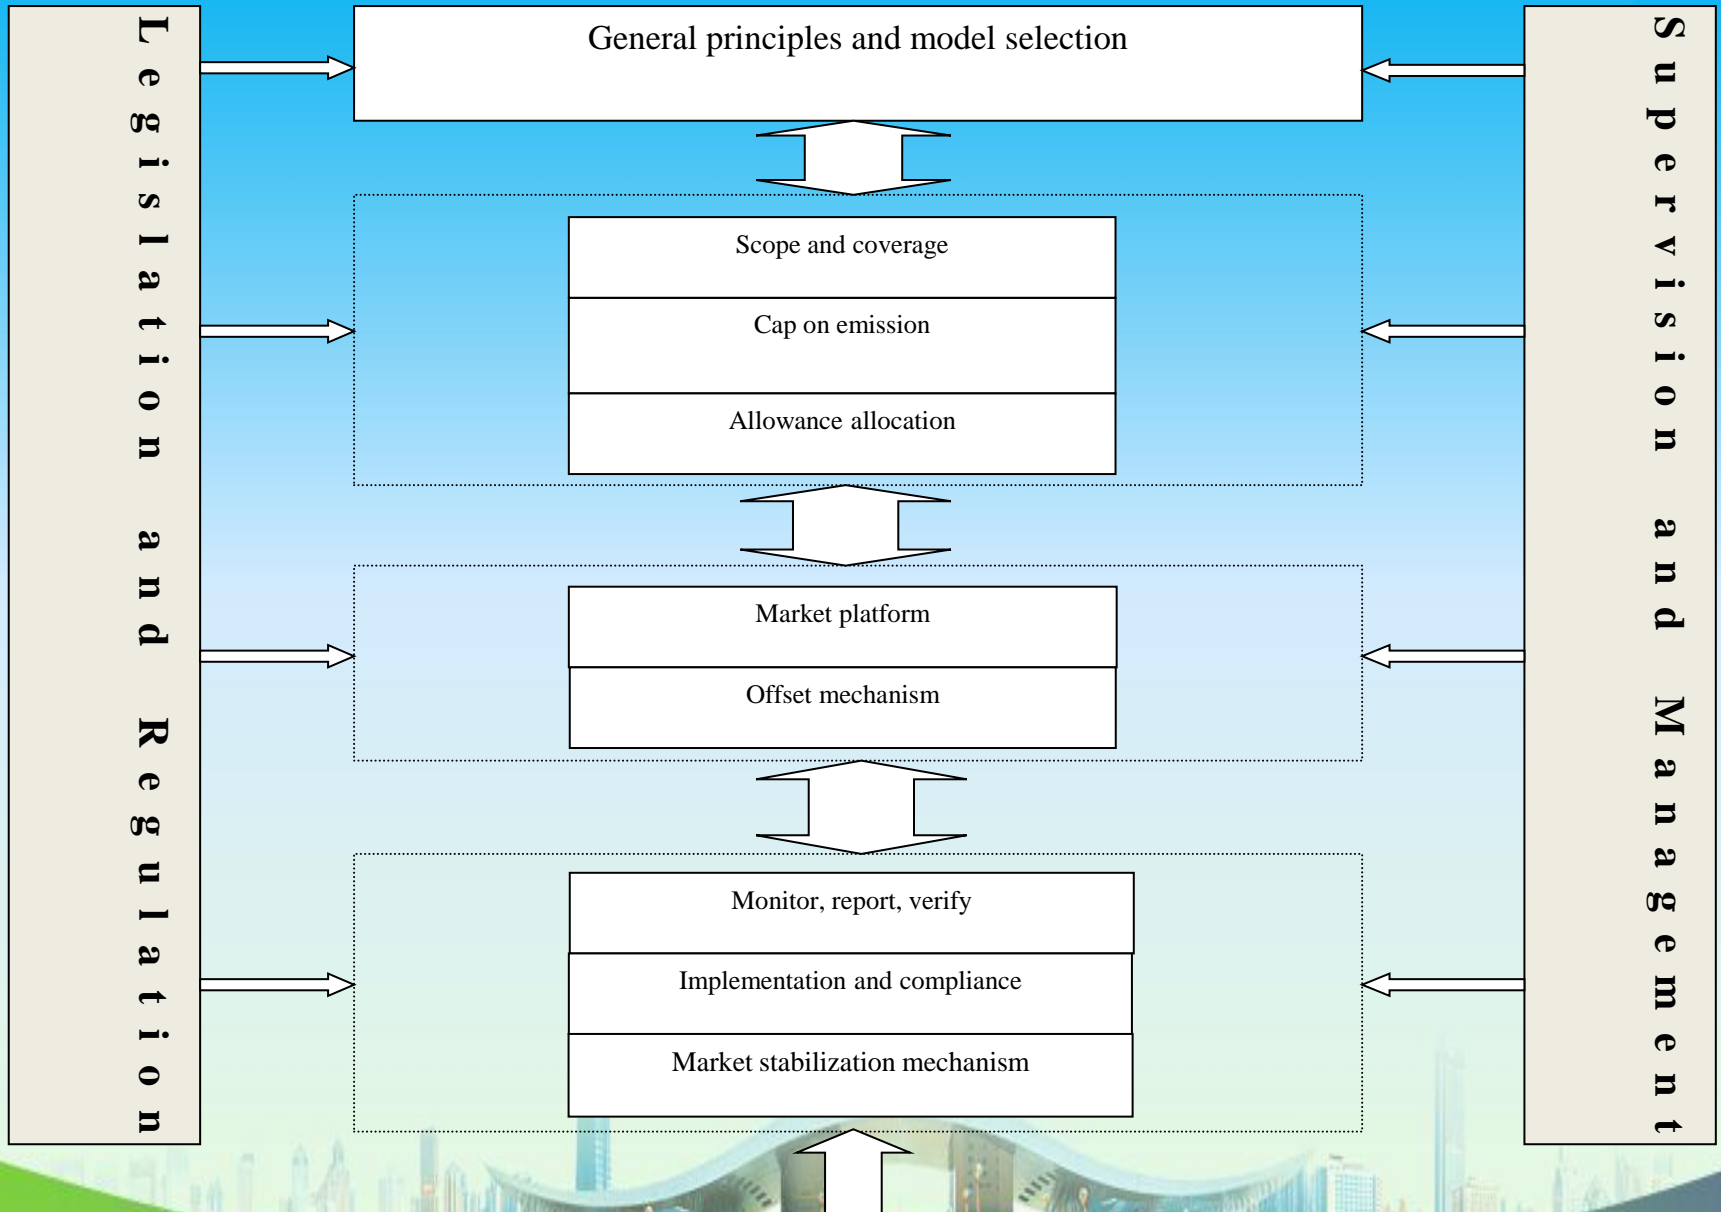 Legislation and Regulation
General principles and model selection
Scope and coverage
Cap on emission
Allowance allocation
Market platform
Offset mechanism
Monitor, report, verify
Implementation and compliance
Market stabilization mechanism
Supervision and Management